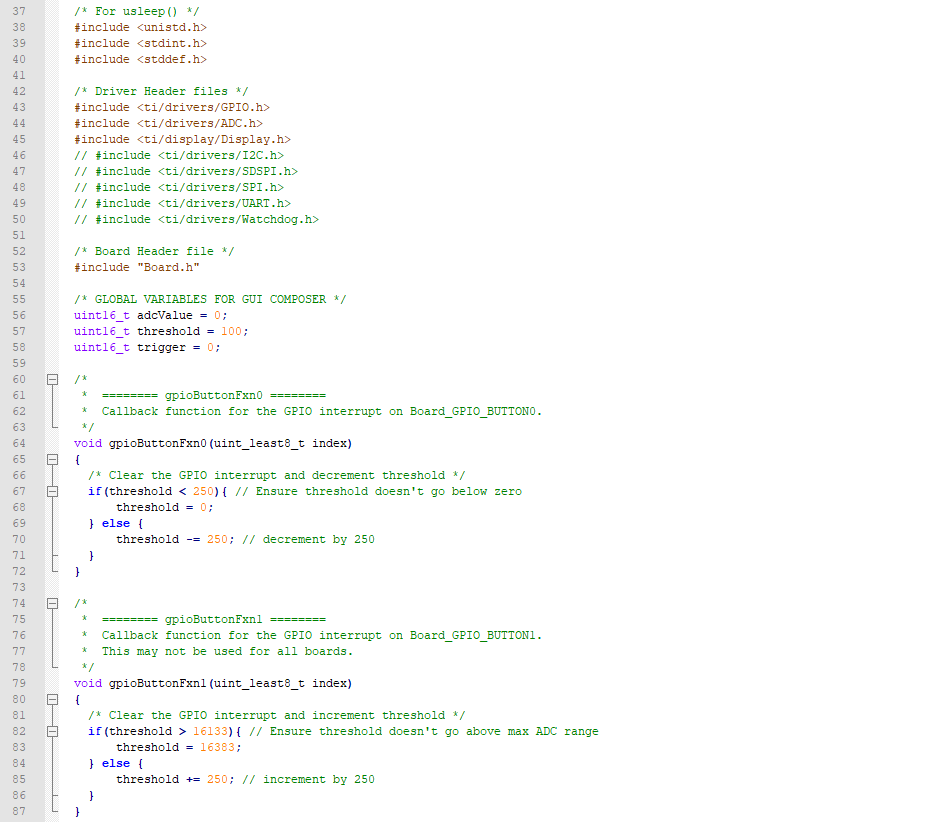 37 /* For usleep() */
38 #include <unistd.h>
39 #include <stdint.h>
40 #include <stddef.h>
41
42 /* Driver Header files */
43 #include <ti/drivers/GPIO.h>
44 #include <ti/drivers/ADC.h>
45 #include <ti/display/Display.h>
46 // #include <ti/drivers/I2C.h>
47 // #include <ti/drivers/SDSPI.h>
48 // #include <ti/drivers/SPI.h>
49 // #include <ti/drivers/UART.h>
50 // #include <ti/drivers/Watchdog.h>
51
52 /* Board Header file */
53 #include "Board.h"
54
55 /* GLOBAL VARIABLES FOR GUI COMPOSER */
56 uint16_t adcValue = 0;
57 uint16_t threshold = 100;
58 uint16_t trigger = 0;
59
60 /*
61  *  ======== gpioButtonFxn0 ========
62  *  Callback function for the GPIO interrupt on Board_GPIO_BUTTON0.
63  */
64 void gpioButtonFxn0(uint_least8_t index)
65 {
66   /* Clear the GPIO interrupt and decrement threshold */
67   if(threshold < 250){ // Ensure threshold doesn't go below zero
68       threshold = 0;
69   } else {
70       threshold -= 250; // decrement by 250
71   }
72 }
73
74 /*
75  *  ======== gpioButtonFxn1 ========
76  *  Callback function for the GPIO interrupt on Board_GPIO_BUTTON1.
77  *  This may not be used for all boards.
78  */
79 void gpioButtonFxn1(uint_least8_t index)
80 {
81   /* Clear the GPIO interrupt and increment threshold */
82   if(threshold > 16133){ // Ensure threshold doesn't go above max ADC range
83       threshold = 16383;
84   } else {
85       threshold += 250; // increment by 250
86   }
87 }